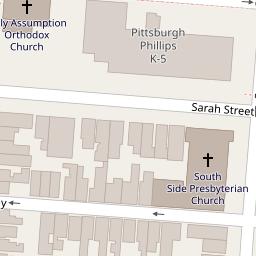 ly Assumption
Orthodox
Church
Pittsburgh
Phillips
K-5
Sarah Street
South
Side Presbyterian
Church
y